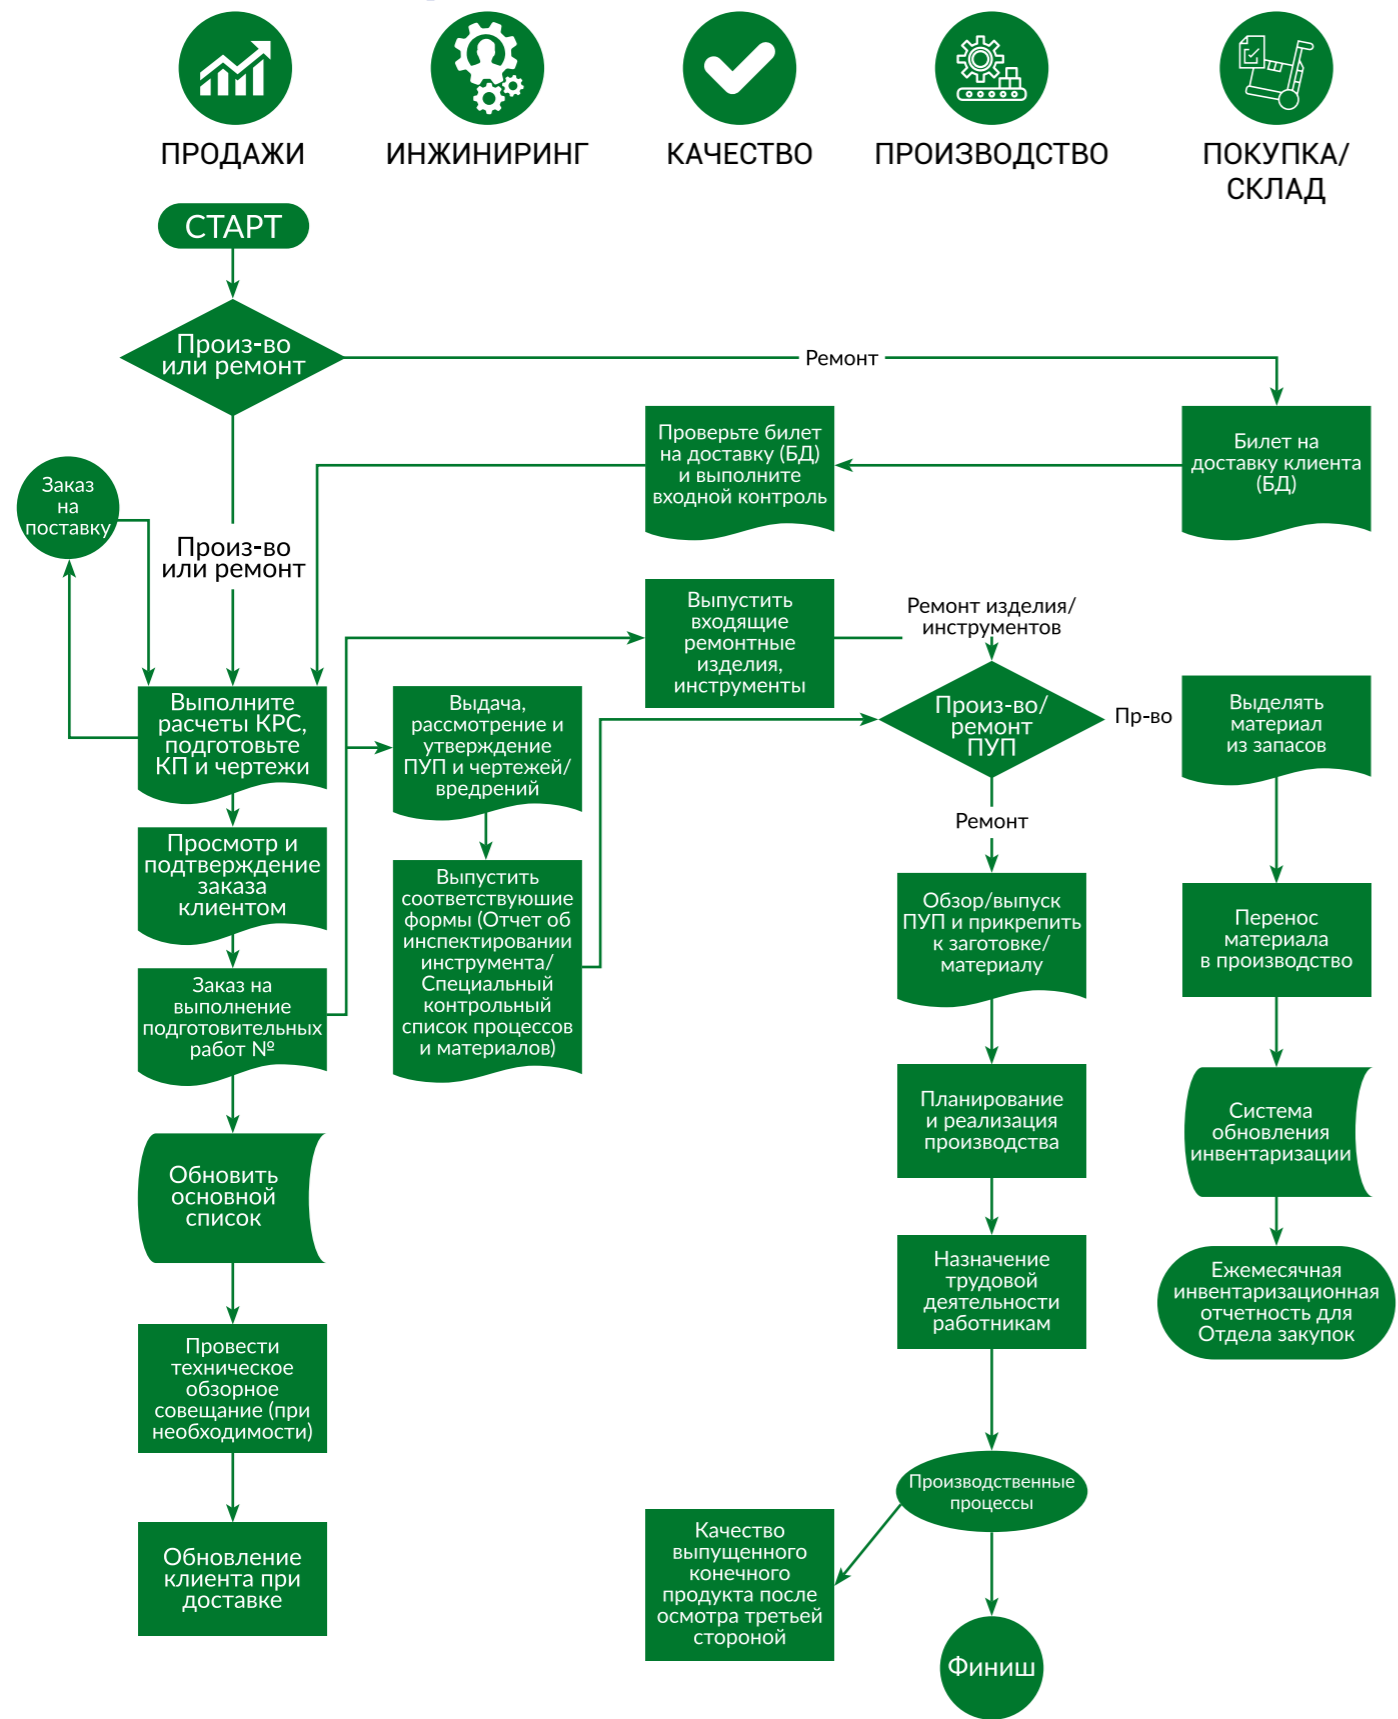 ПРОДАЖИ
ИНЖИНИРИНГ
КАЧЕСТВО
ПРОИЗВОДСТВО
ПОКУПКА/
СКЛАД
СТАРТ
Произ-во
или ремонт
Ремонт
Проверьте билет
на доставку (БД)
и выполните
входной контроль
Билет на
доставку клиента
(БД)
Заказ
на
поставку
Произ-во
или ремонт
Выпустить
входящие
ремонтные
изделия,
инструменты
Ремонт изделия/
инструментов
Выполните
расчеты КРС,
подготовьте
КП и чертежи
Выдача,
рассмотрение и
утверждение
ПУП и чертежей/
вредрений
Произ-во/
ремонт
ПУП
Пр-во
Выделять
материал
из запасов
Ремонт
Просмотр и
подтверждение
заказа
клиентом
Выпустить
соответствуюшие
формы (Отчет об
инспектировании
инструмента/
Специальный
контрольный
список процессов
и материалов)
Обзор/выпуск
ПУП и прикрепить
к заготовке/
материалу
Перенос
материала
в производство
Заказ на
выполнение
подготовительных
работ №
Планирование
и реализация
производства
Система
обновления
инвентаризации
Обновить
основной
список
Назначение
трудовой
деятельности
работникам
Ежемесячная
инвентаризационная
отчетность для
Отдела закупок
Провести
техническое
обзорное
совещание (при
необходимости)
Производственные
процессы
Качество
выпущенного
конечного
продукта после
осмотра третьей
стороной
Обновление
клиента при
доставке
Финиш